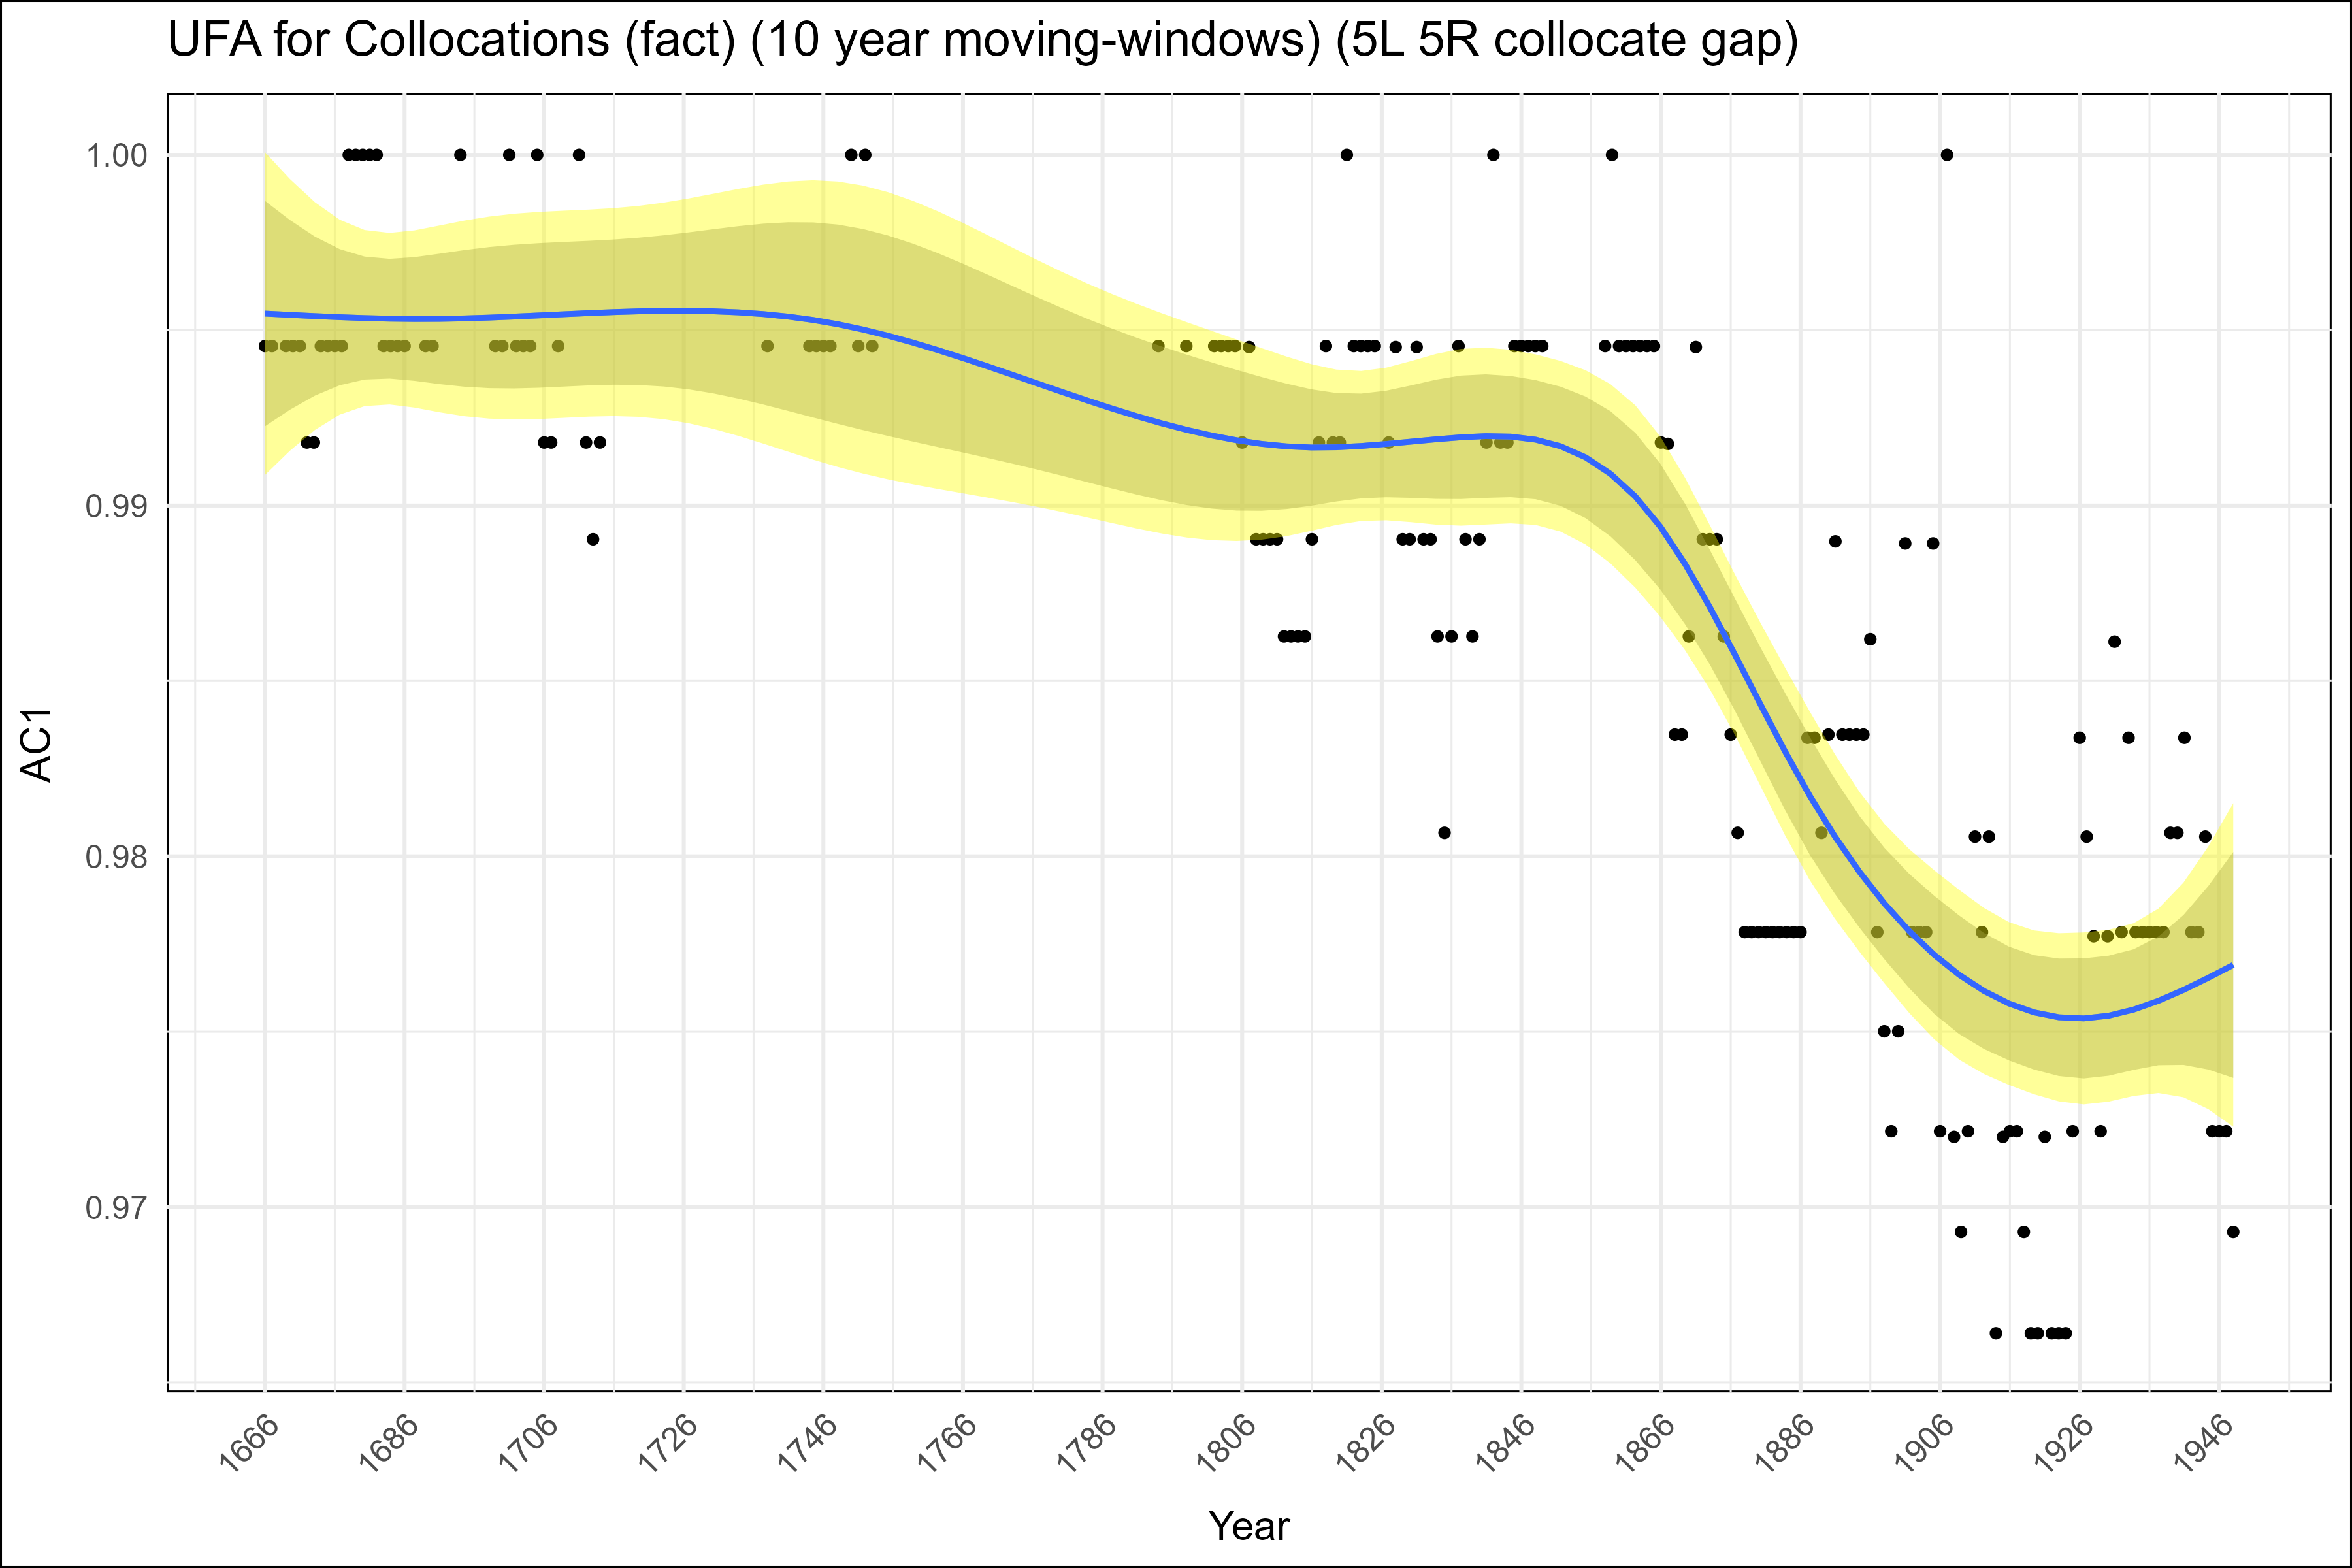 UFA for Collocations (fact) (10 year moving-windows) (5L 5R collocate gap)
1.00
0.99
0.98
0.97
AC1
1666 1686 1706 1726 1746 1766 1786 1806 1826 1846 1866 1886 1906 1926 1946
Year